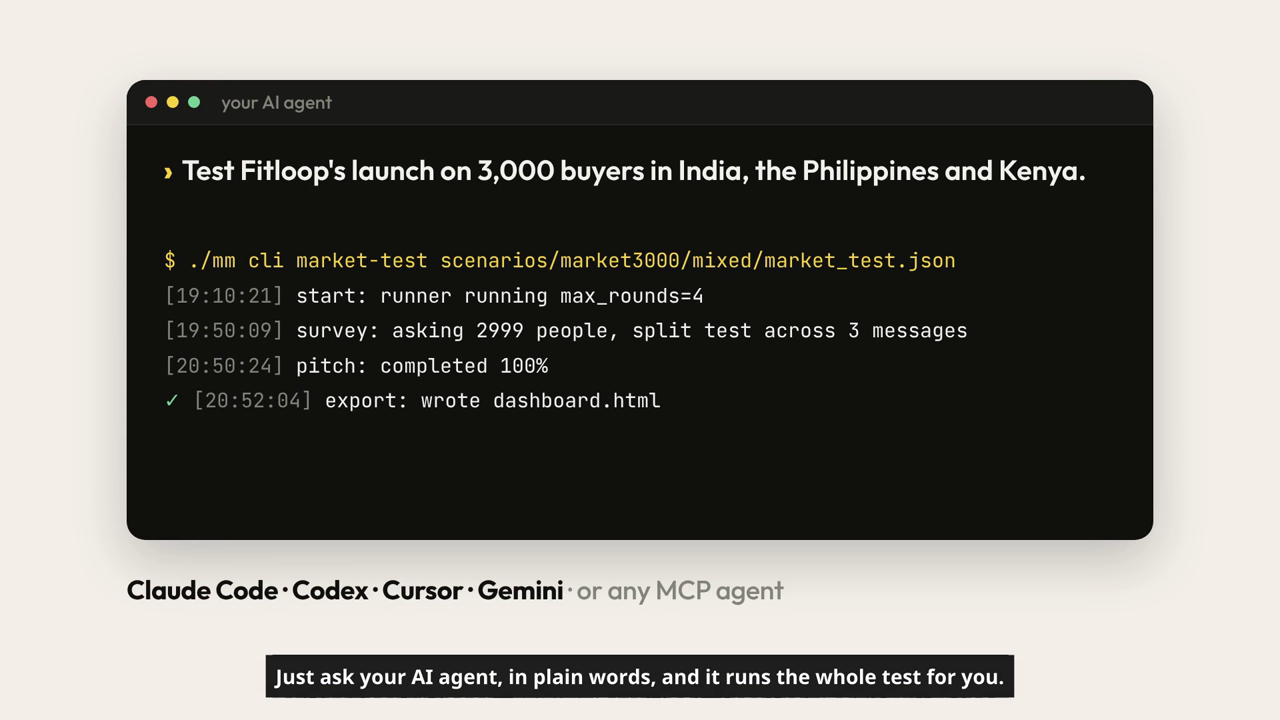 your AI agent
› Test Fitloop's launch on 3,000 buyers in India, the Philippines and Kenya.
$ ./mm cli market-test scenarios/market3000/mixed/market_test.json
[19:10:21] start: runner running max_rounds=4
[19:50:09] survey: asking 2999 people, split test across 3 messages
[20:50:24] pitch: completed 100%
✓ [20:52:04] export: wrote dashboard.html
Claude Code · Codex · Cursor · Gemini · or any MCP agent
Just ask your AI agent, in plain words, and it runs the whole test for you.